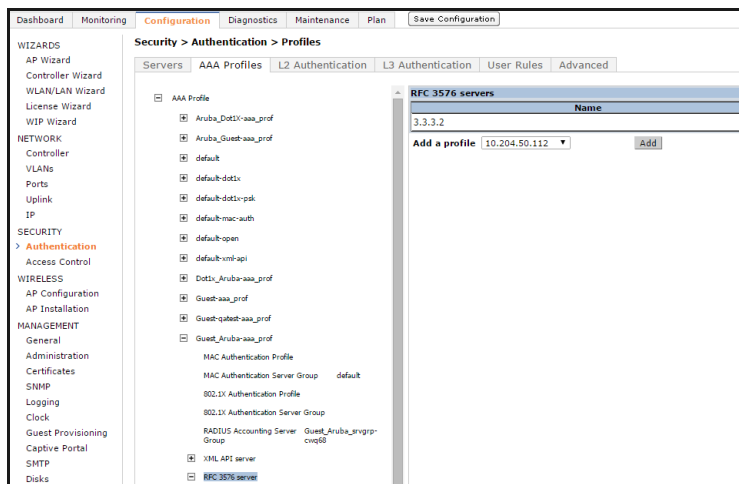 Dashboard Monitoring Configuration Diagnostics Maintenance Plan Save Configuration
WIZARDS
AP Wizard
Controller Wizard
WLAN/LAN Wizard
License Wizard
WIP Wizard
NETWORK
Controller
VLANs
Ports
Uplink
IP
SECURITY
> Authentication
Access Control
WIRELESS
AP Configuration
AP Installation
MANAGEMENT
General
Administration
Certificates
SNMP
Logging
Clock
Guest Provisioning
Captive Portal
SMTP
Disks
Security > Authentication > Profiles
Servers AAA Profiles L2 Authentication L3 Authentication User Rules Advanced
AAA Profile
Aruba_Dot1X-aaa_prof
Aruba_Guest-aaa_prof
default
default-dot1x
default-dot1x-psk
default-mac-auth
default-open
default-xml-api
Dot1x_Aruba-aaa_prof
Guest-aaa_prof
Guest-qatest-aaa_prof
Guest_Aruba-aaa_prof
MAC Authentication Profile
MAC Authentication Server Group default
802.1X Authentication Profile
802.1X Authentication Server Group
RADIUS Accounting Server Guest_Aruba_srvgrp-
Group cwq68
XML API server
RFC 3576 server
RFC 3576 servers
Name
3.3.3.2
Add a profile 10.204.50.112 Add